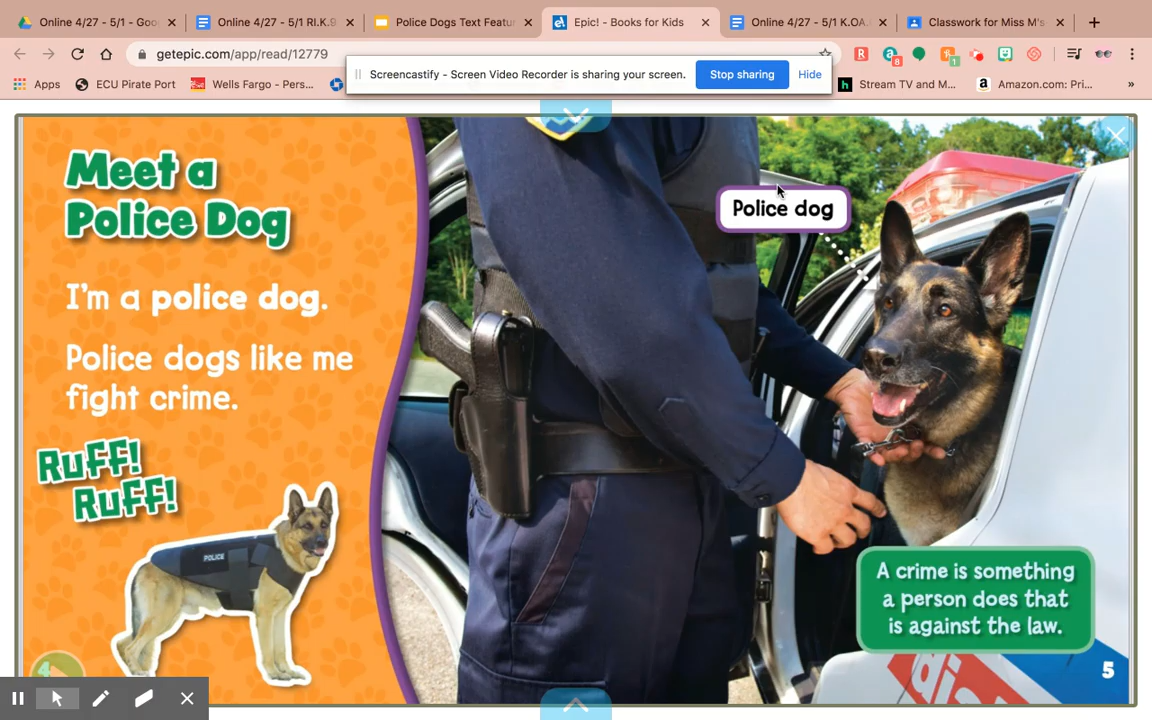 Online 4/27 - 5/1 - Goo
Online 4/27 - 5/1 RI.K.9
Police Dogs Text Featur
Epic! - Books for Kids
Online 4/27 - 5/1 K.OA.
Classwork for Miss M's
getepic.com/app/read/12779
Screencastify - Screen Video Recorder is sharing your screen.
Stop sharing
Hide
Apps
ECU Pirate Port
Wells Fargo - Pers...
Stream TV and M...
Amazon.com: Pri...
Meet a
Police Dog
I'm a police dog.
Police dogs like me
fight crime.
RUFF!
RUFF!
POLICE
Police dog
A crime is something
a person does that
is against the law.
4
5